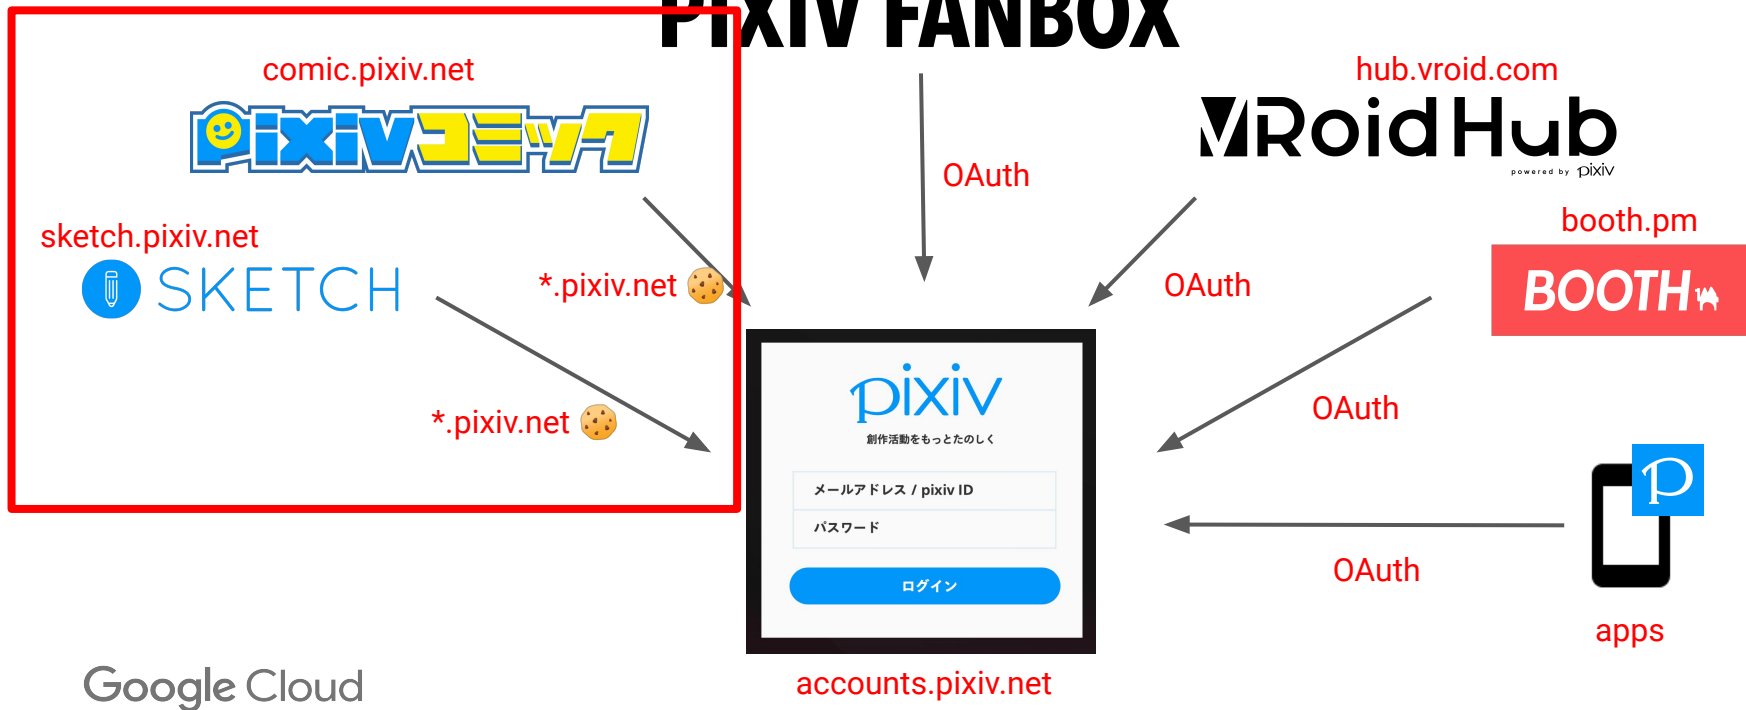 PIXIV FANBOX
comic.pixiv.net
pixivコミック
hub.vroid.com
VRoid Hub
powered by pixiv
OAuth
sketch.pixiv.net
SKETCH
*.pixiv.net
OAuth
booth.pm
BOOTH
*.pixiv.net
OAuth
pixiv
創作活動をもっとたのしく
メールアドレス / pixiv ID
パスワード
ログイン
OAuth
apps
accounts.pixiv.net
Google Cloud